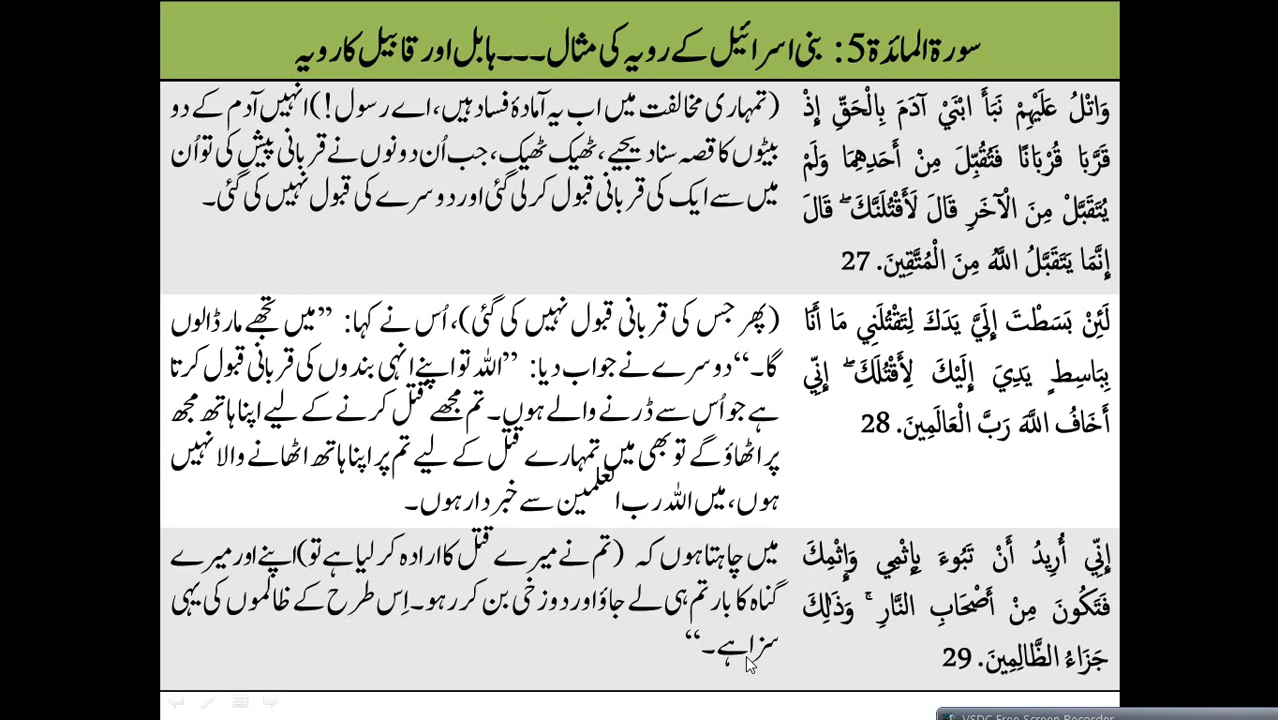 سورۃ المائدۃ 5: بنی اسرائیل کے رویہ کی مثال۔۔۔ہابل اور قابیل کا رویہ
وَاتْلُ عَلَيْهِمْ نَبَأَ ابْنَيْ آدَمَ بِالْحَقِّ إِذْ
قَرَّبَا قُرْبَانًا فَتُقُبِّلَ مِنْ أَحَدِهِمَا وَلَمْ
يُتَقَبَّلْ مِنَ الْآخَرِ قَالَ لَأَقْتُلَنَّكَ ۖ قَالَ
إِنَّمَا يَتَقَبَّلُ اللَّهُ مِنَ الْمُتَّقِينَ. 27
(تمہاری مخالفت میں اب یہ آمادۂ فساد ہیں، اے رسول!) انہیں آدم کے دو
بیٹوں کا قصہ سنا دیجیے، ٹھیک ٹھیک، جب اُن دونوں نے قربانی پیش کی تو اُن
میں سے ایک کی قربانی قبول کر لی گئی اور دوسرے کی قبول نہیں کی گئی۔
لَئِنْ بَسَطْتَ إِلَيَّ يَدَكَ لِتَقْتُلَنِي مَا أَنَا
بِبَاسِطٍ يَدِيَ إِلَيْكَ لِأَقْتُلَكَ ۖ إِنِّي
أَخَافُ اللَّهَ رَبَّ الْعَالَمِينَ. 28
(پھر جس کی قربانی قبول نہیں کی گئی)، اُس نے کہا: ’’میں تجھے مار ڈالوں
گا۔‘‘ دوسرے نے جواب دیا: ’’اللہ تو اپنے انہی بندوں کی قربانی قبول کرتا
ہے جو اُس سے ڈرنے والے ہوں۔ تم مجھے قتل کرنے کے لیے اپنا ہاتھ مجھ
پر اٹھاؤ گے تو بھی میں تمہارے قتل کے لیے تم پر اپنا ہاتھ اٹھانے والا نہیں
ہوں، میں اللہ رب العٰلمین سے خبردار ہوں۔
إِنِّي أُرِيدُ أَنْ تَبُوءَ بِإِثْمِي وَإِثْمِكَ
فَتَكُونَ مِنْ أَصْحَابِ النَّارِ ۚ وَذَٰلِكَ
جَزَاءُ الظَّالِمِينَ. 29
میں چاہتا ہوں کہ (تم نے میرے قتل کا ارادہ کر لیا ہے تو) اپنے اور میرے
گناہ کا بار تم ہی لے جاؤ اور دوزخی بن کر رہو۔ اِس طرح کے ظالموں کی یہی
سزا ہے۔‘‘
VSDC Free Screen Recorder